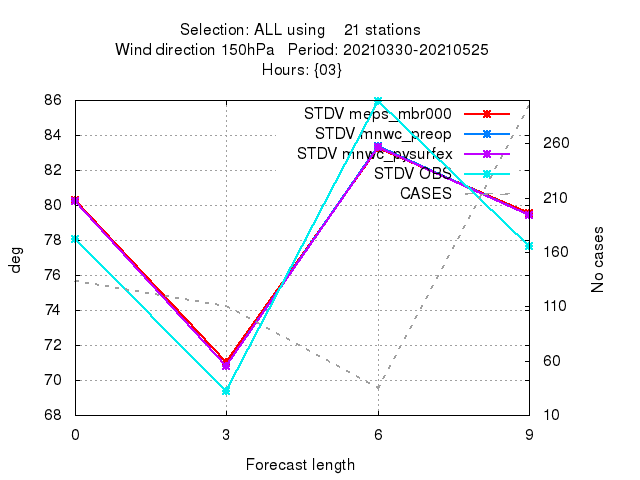 Selection: ALL using    21 stations
Wind direction 150hPa   Period: 20210330-20210525
Hours: {03}
86
84
82
80
78
76
74
72
70
68
deg
STDV meps_mbr000
STDV mnwc_preop
STDV mnwc_pysurfex
STDV OBS
CASES
260
210
160
110
60
10
No cases
0 3 6 9
Forecast length